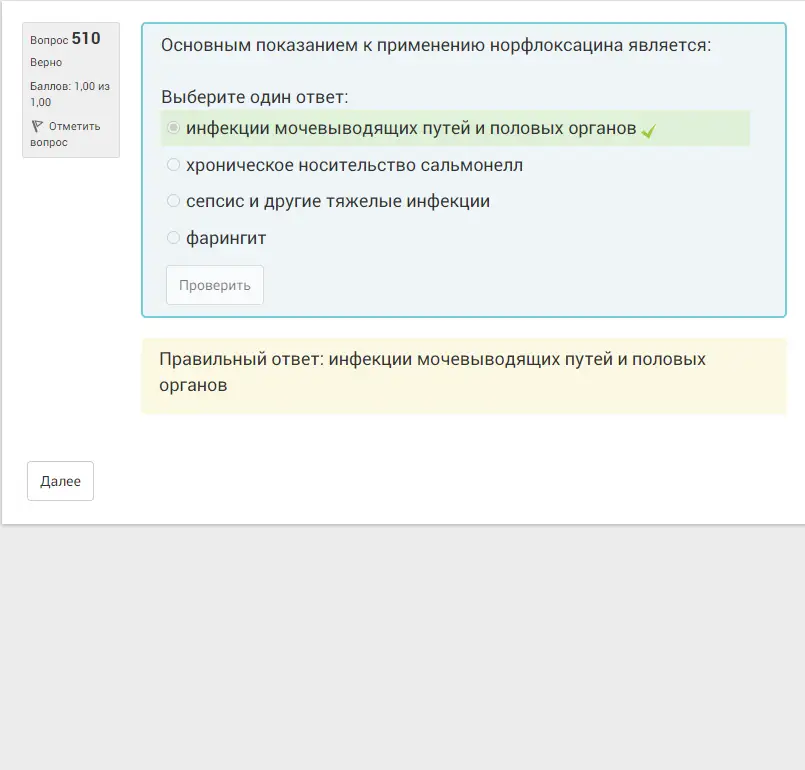 Вопрос 510
Верно
Баллов: 1,00 из
1,00
Отметить
вопрос
Основным показанием к применению норфлоксацина является:
Выберите один ответ:
инфекции мочевыводящих путей и половых органов
хроническое носительство сальмонелл
сепсис и другие тяжелые инфекции
фарингит
Проверить
Правильный ответ: инфекции мочевыводящих путей и половых
органов
Далее